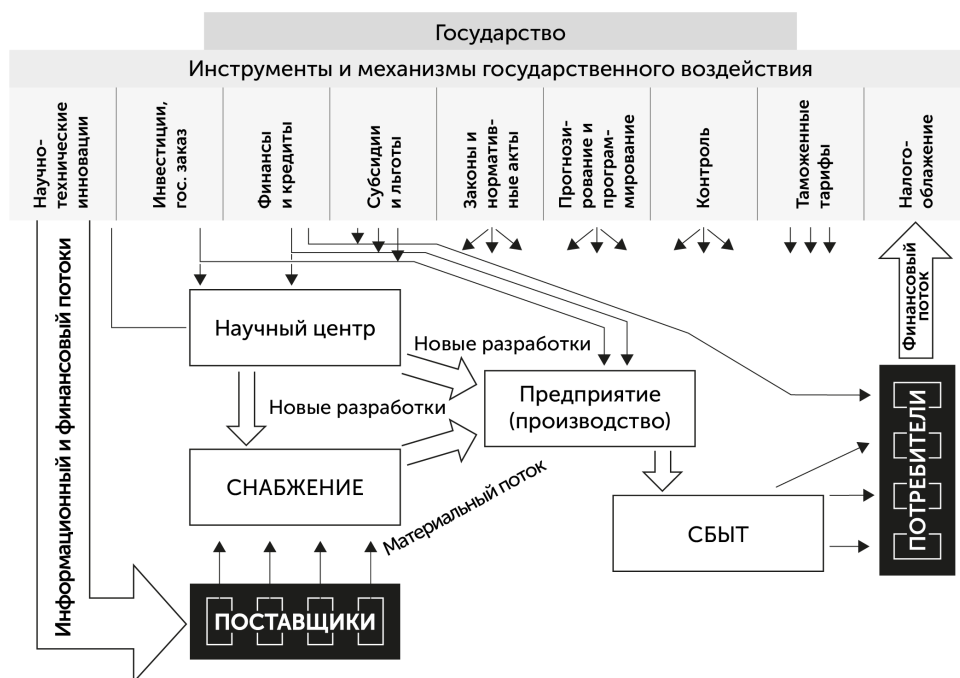 Государство
Инструменты и механизмы государственного воздействия
Научно-
технические
инновации
Инвестиции,
гос. заказ
Финансы
и кредиты
Субсидии
и льготы
Законы и
норматив-
ные акты
Прогнози-
рование и
програм-
мирование
Контроль
Таможенные
тарифы
Налого-
облажение
Информационный и финансовый потоки
Финансовый
поток
Научный центр
Новые разработки
Предприятие
(производство)
Новые разработки
СНАБЖЕНИЕ
Материальный поток
СБЫТ
ПОТРЕБИТЕЛИ
ПОСТАВЩИКИ